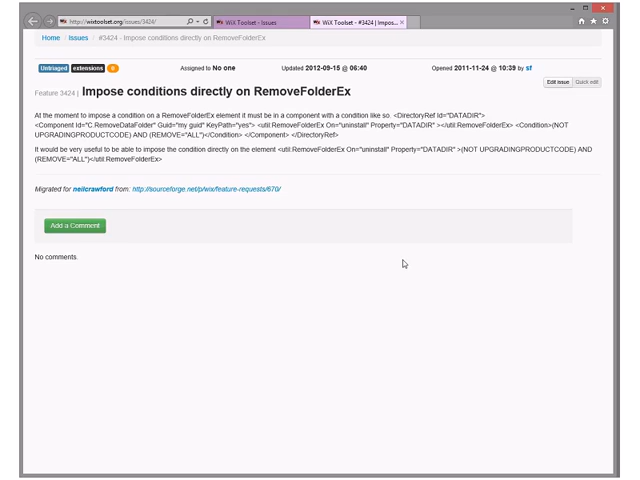 http://wixtoolset.org/issues/3424/
WiX Toolset - Issues
WiX Toolset - #3424 | Impos...
Home / Issues / #3424 - Impose conditions directly on RemoveFolderEx
Untriaged extensions 0
Assigned to No one
Updated 2012-09-15 @ 06:40
Opened 2011-11-24 @ 10:39 by sf
Edit issue Quick edit
Feature 3424 | Impose conditions directly on RemoveFolderEx
At the moment to impose a condition on a RemoveFolderEx element it must be in a component with a condition like so. <DirectoryRef Id="DATADIR">
<Component Id="C.RemoveDataFolder" Guid="my guid" KeyPath="yes"> <util:RemoveFolderEx On="uninstall" Property="DATADIR" ></util:RemoveFolderEx> <Condition>(NOT
UPGRADINGPRODUCTCODE) AND (REMOVE="ALL")</Condition> </Component> </DirectoryRef>
It would be very useful to be able to impose the condition directly on the element <util:RemoveFolderEx On="uninstall" Property="DATADIR" >(NOT UPGRADINGPRODUCTCODE) AND
(REMOVE="ALL")</util:RemoveFolderEx>
Migrated for neilcrawford from: http://sourceforge.net/p/wix/feature-requests/670/
Add a Comment
No comments.